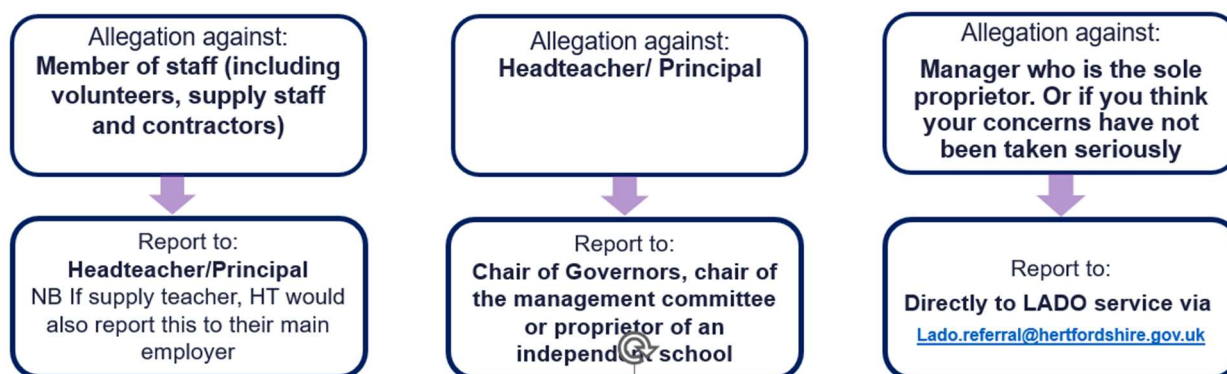 Allegation against:
Member of staff (including
volunteers, supply staff
and contractors)
Allegation against:
Headteacher/ Principal
Allegation against:
Manager who is the sole
proprietor. Or if you think
your concerns have not
been taken seriously
Report to:
Headteacher/Principal
NB If supply teacher, HT would
also report this to their main
employer
Report to:
Chair of Governors, chair of
the management committee
or proprietor of an
independent school
Report to:
Directly to LADO service via
Lado.referral@hertfordshire.gov.uk